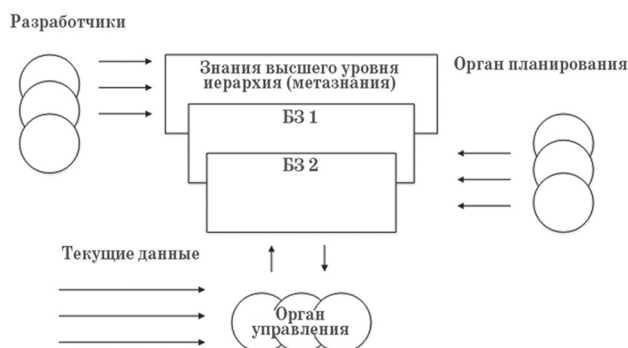 Разработчики
Знания высшего уровня
иерархия (метазнания)
Орган планирования
БЗ 1
БЗ 2
Текущие данные
Орган
управления